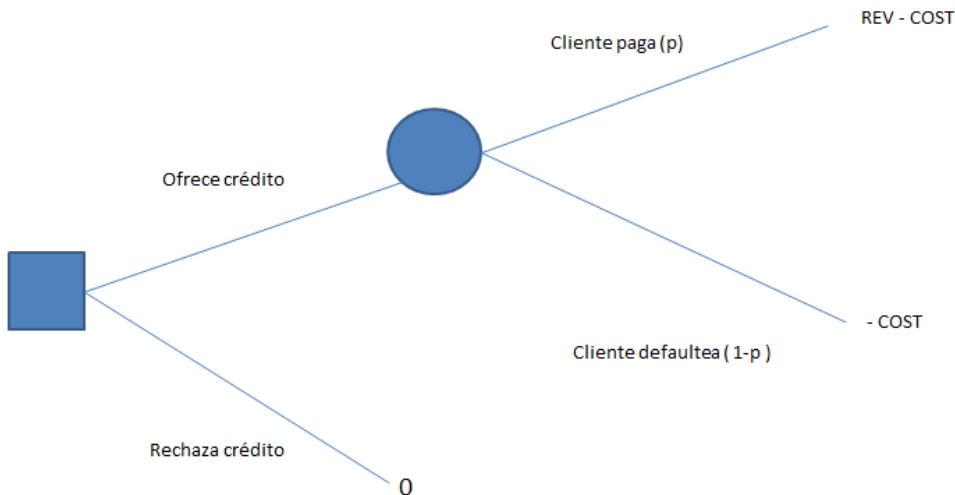 REV - COST
Cliente paga (p)
Ofrece crédito
- COST
Cliente defaultea ( 1-p )
Rechaza crédito
0